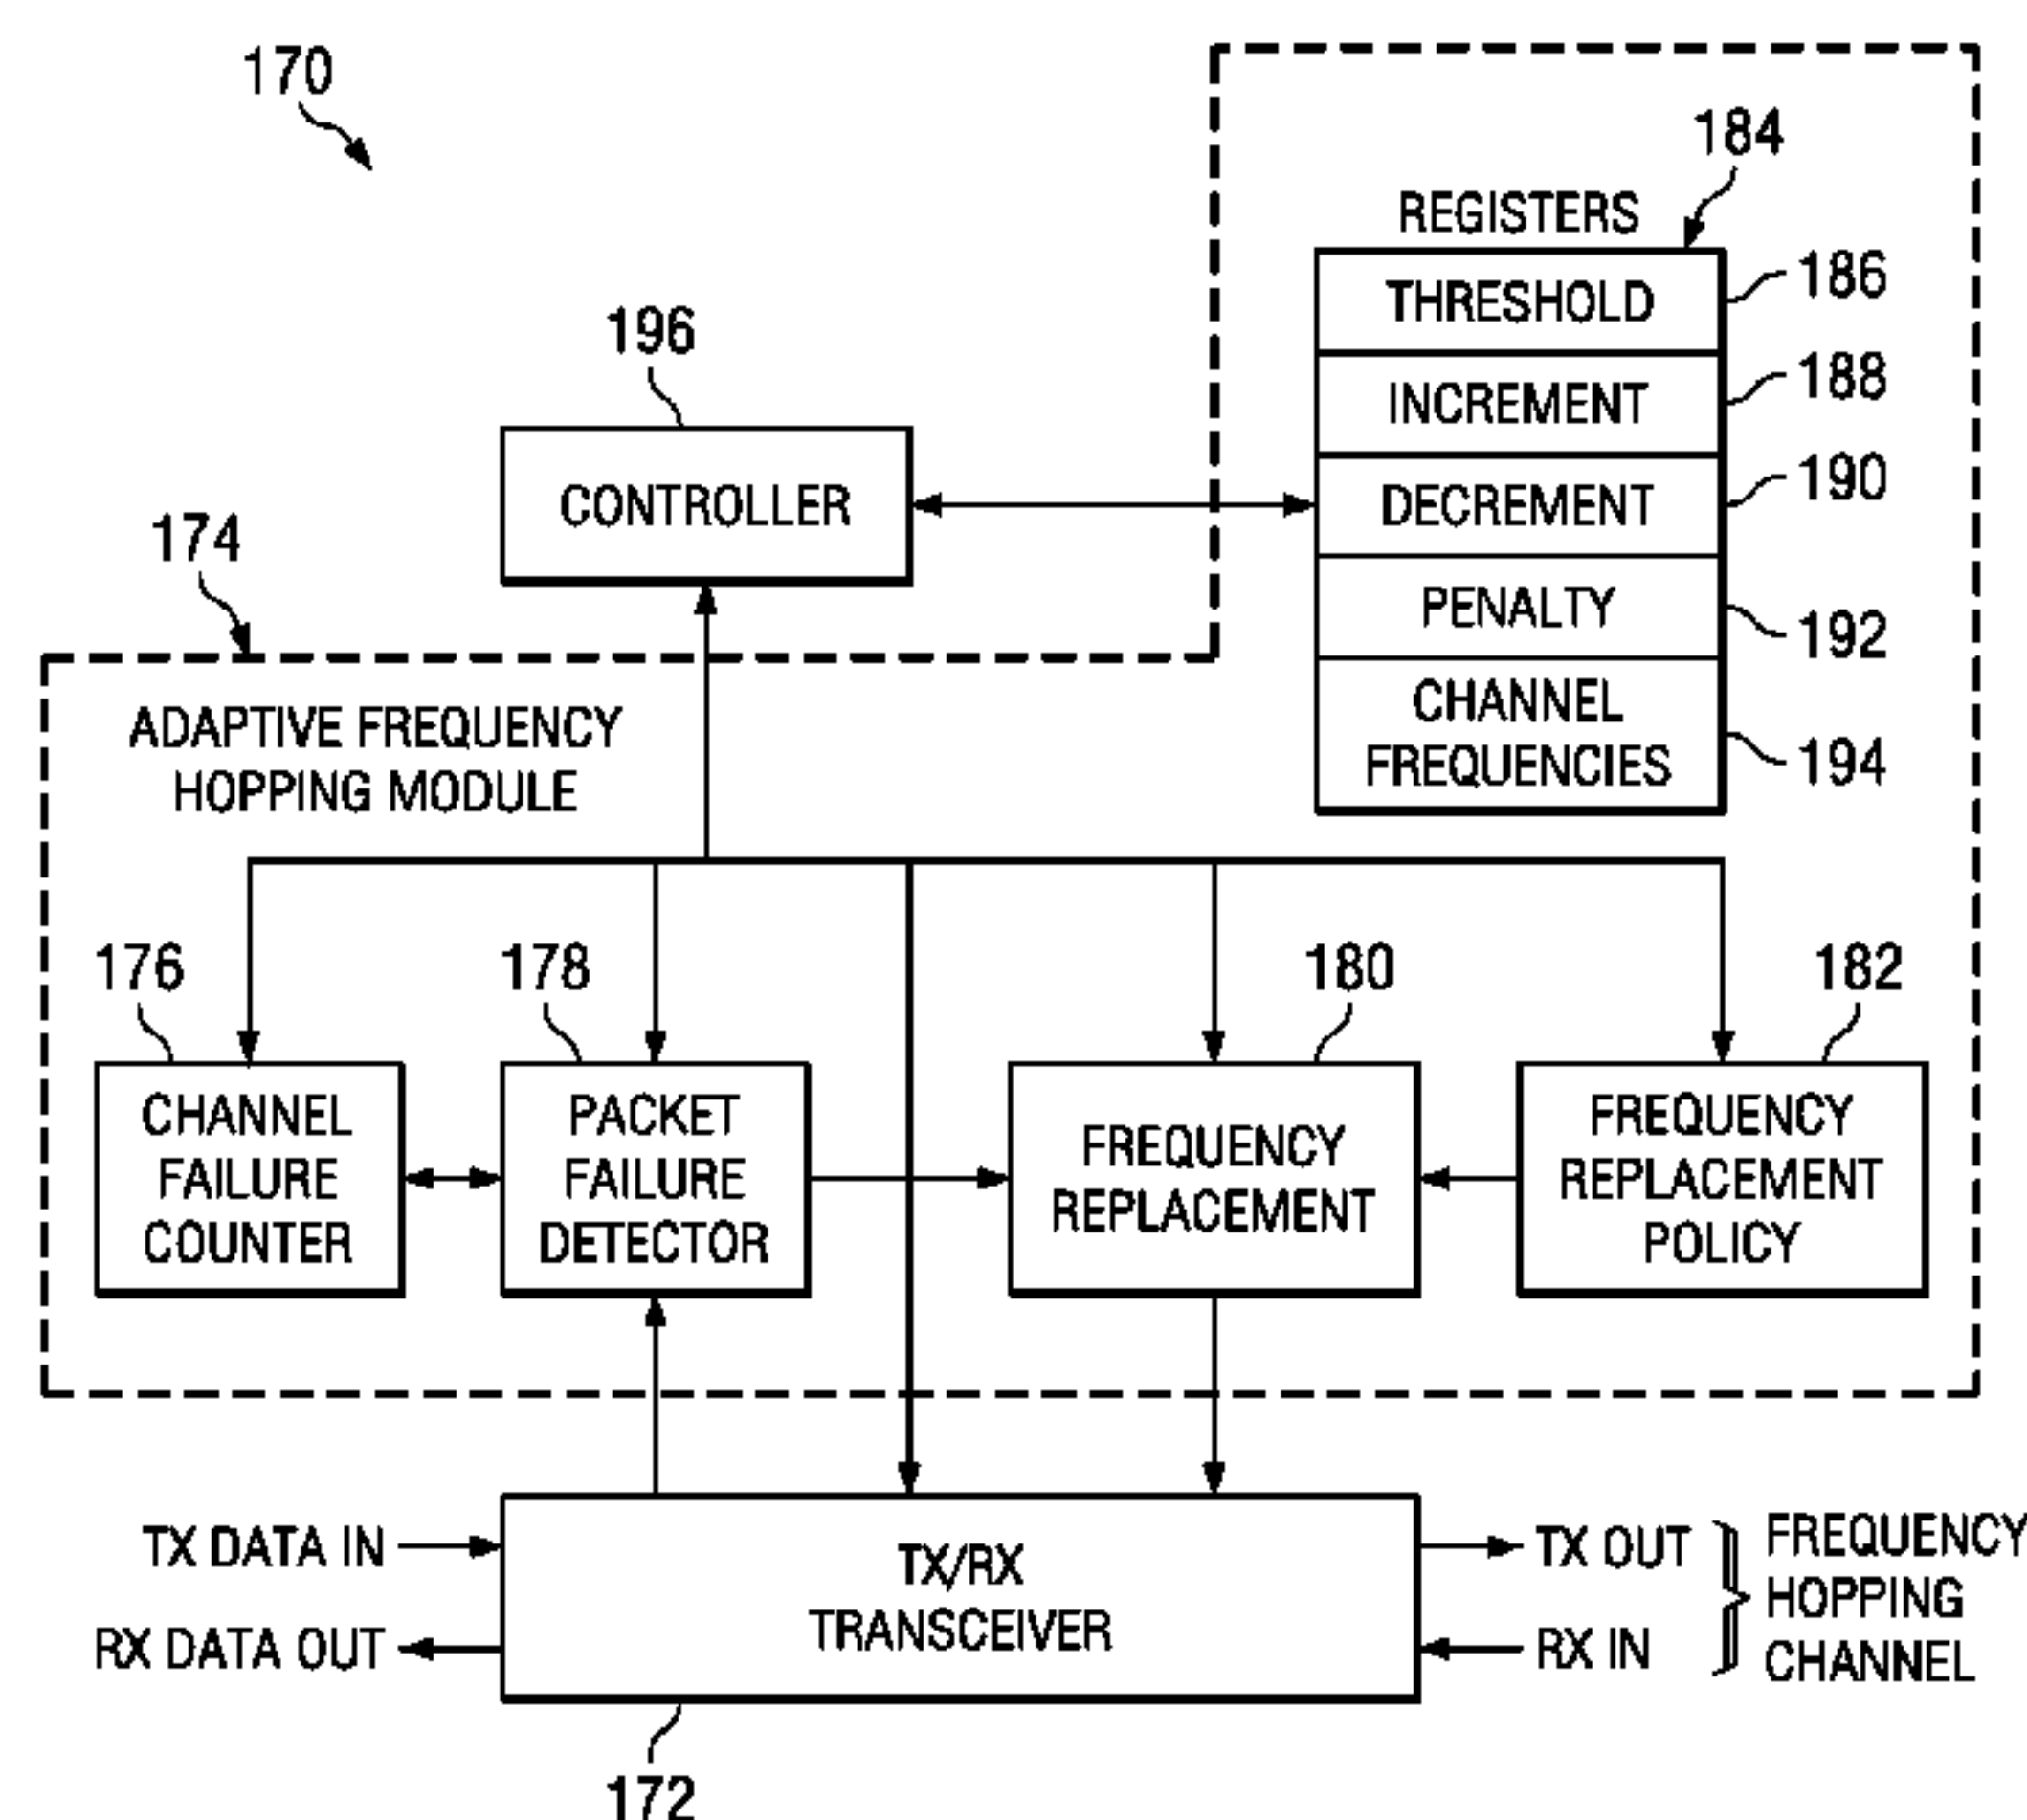 170
184
REGISTERS
THRESHOLD
186
INCREMENT
188
DECREMENT
190
PENALTY
192
CHANNEL
FREQUENCIES
194
196
CONTROLLER
174
ADAPTIVE FREQUENCY
HOPPING MODULE
176
CHANNEL
FAILURE
COUNTER
178
PACKET
FAILURE
DETECTOR
180
FREQUENCY
REPLACEMENT
182
FREQUENCY
REPLACEMENT
POLICY
TX DATA IN
RX DATA OUT
TX/RX
TRANSCEIVER
TX OUT
RX IN
FREQUENCY
HOPPING
CHANNEL
172